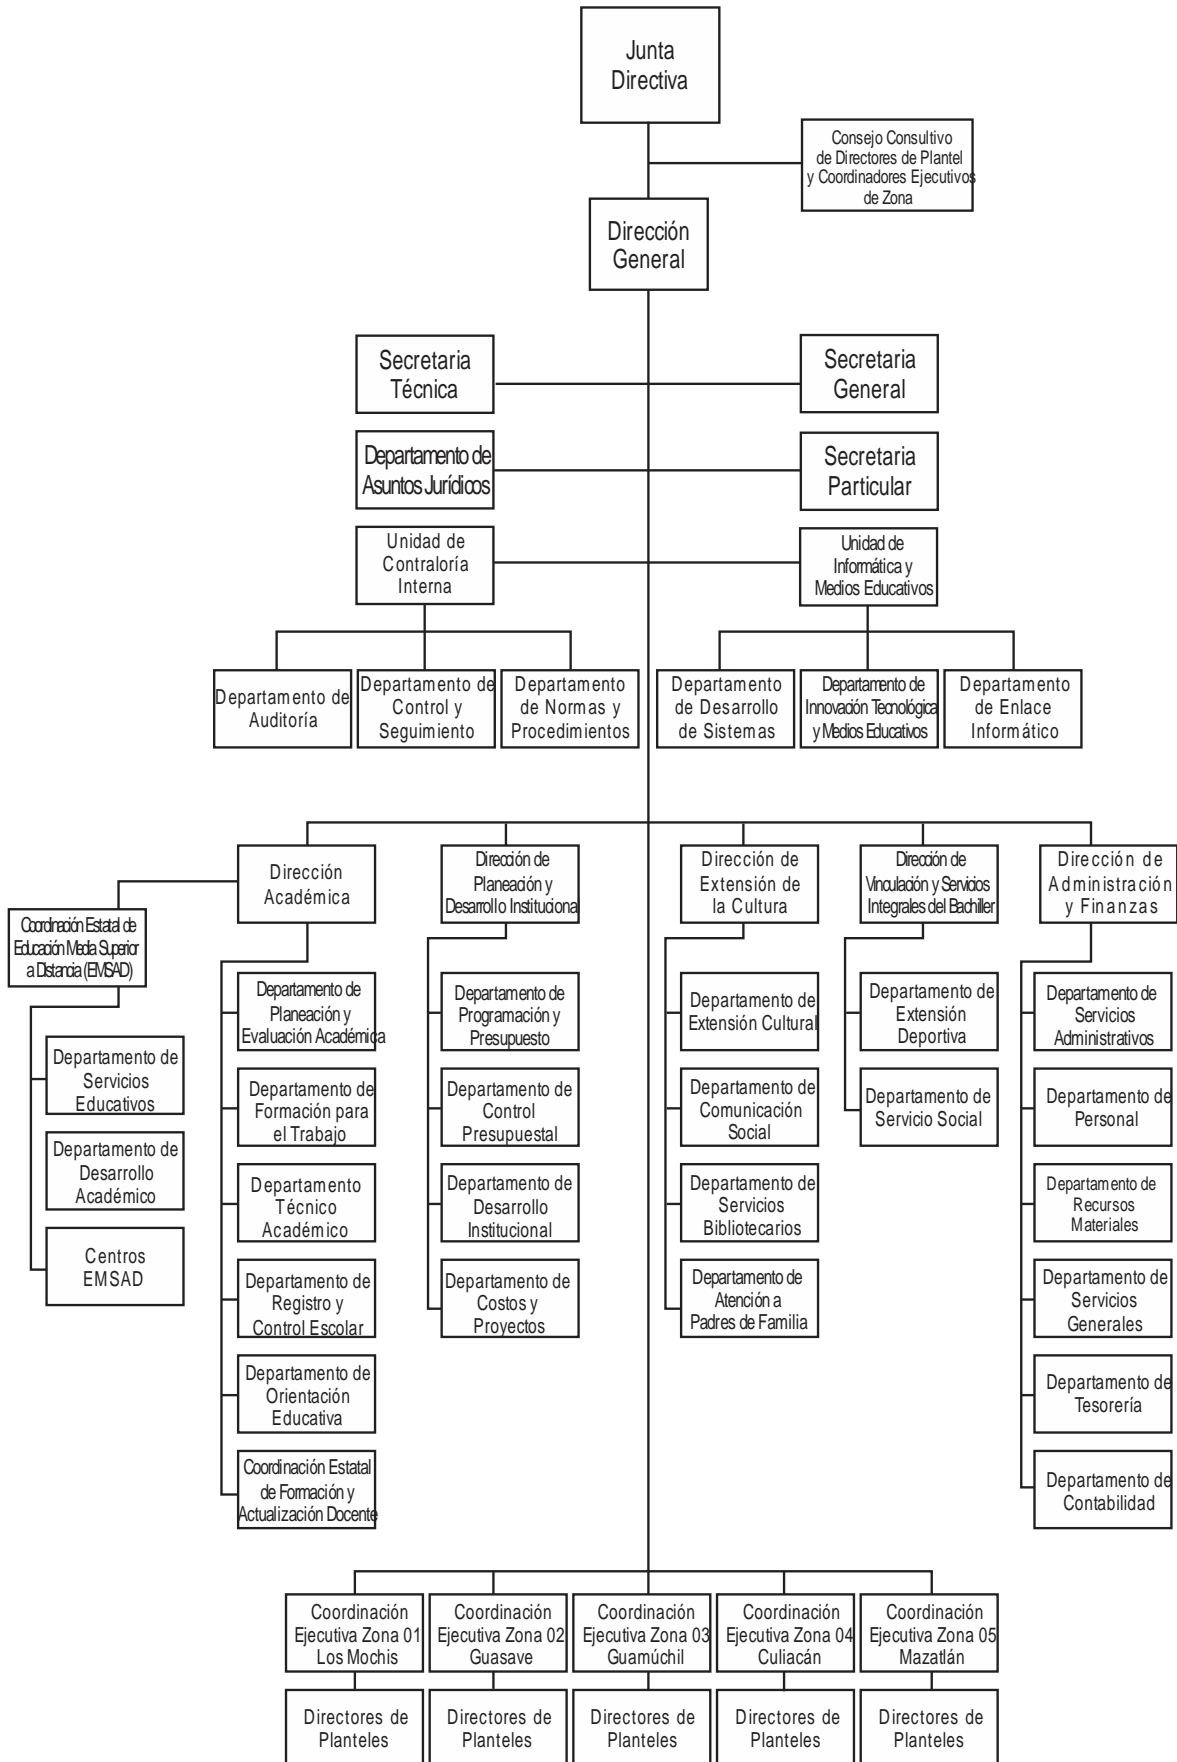 Junta
Directiva
Consejo Consultivo
de Directores de Plantel
y Coordinadores Ejecutivos
de Zona
Dirección
General
Secretaria
Técnica
Secretaria
General
Departamento de
Asuntos Jurídicos
Secretaria
Particular
Unidad de
Contraloría
Interna
Unidad de
Informática y
Medios Educativos
Departamento de
Auditoría
Departamento de
Control y
Seguimiento
Departamento
de Normas y
Procedimientos
Departamento
de Desarrollo
de Sistemas
Departamento de
Innovación Tecnológica
y Medios Educativos
Departamento
de Enlace
Informático
Dirección
Académica
Dirección de
Planeación y
Desarrollo Instituciona
Dirección de
Extensión de
la Cultura
Dirección de
Vinculación y Servicios
Integrales del Bachiller
Dirección de
Administración
y Finanzas
Coordinación Estatal de
Educación Media Superior
a Distancia (EMSAD)
Departamento de
Servicios
Educativos
Departamento de
Desarrollo
Académico
Centros
EMSAD
Departamento de
Planeación y
Evaluación Académica
Departamento de
Formación para
el Trabajo
Departamento
Técnico
Académico
Departamento de
Registro y
Control Escolar
Departamento de
Orientación
Educativa
Coordinación Estatal
de Formación y
Actualización Docente
Departamento de
Programación y
Presupuesto
Departamento de
Control
Presupuestal
Departamento de
Desarrollo
Institucional
Departamento de
Costos y
Proyectos
Departamento de
Extensión Cultural
Departamento de
Comunicación
Social
Departamento de
Servicios
Bibliotecarios
Departamento de
Atención a
Padres de Familia
Departamento de
Extensión
Deportiva
Departamento de
Servicio Social
Departamento de
Servicios
Administrativos
Departamento de
Personal
Departamento de
Recursos
Materiales
Departamento de
Servicios
Generales
Departamento de
Tesorería
Departamento de
Contabilidad
Coordinación
Ejecutiva Zona 01
Los Mochis
Coordinación
Ejecutiva Zona 02
Guasave
Coordinación
Ejecutiva Zona 03
Guamúchil
Coordinación
Ejecutiva Zona 04
Culiacán
Coordinación
Ejecutiva Zona 05
Mazatlán
Directores de
Planteles
Directores de
Planteles
Directores de
Planteles
Directores de
Planteles
Directores de
Planteles